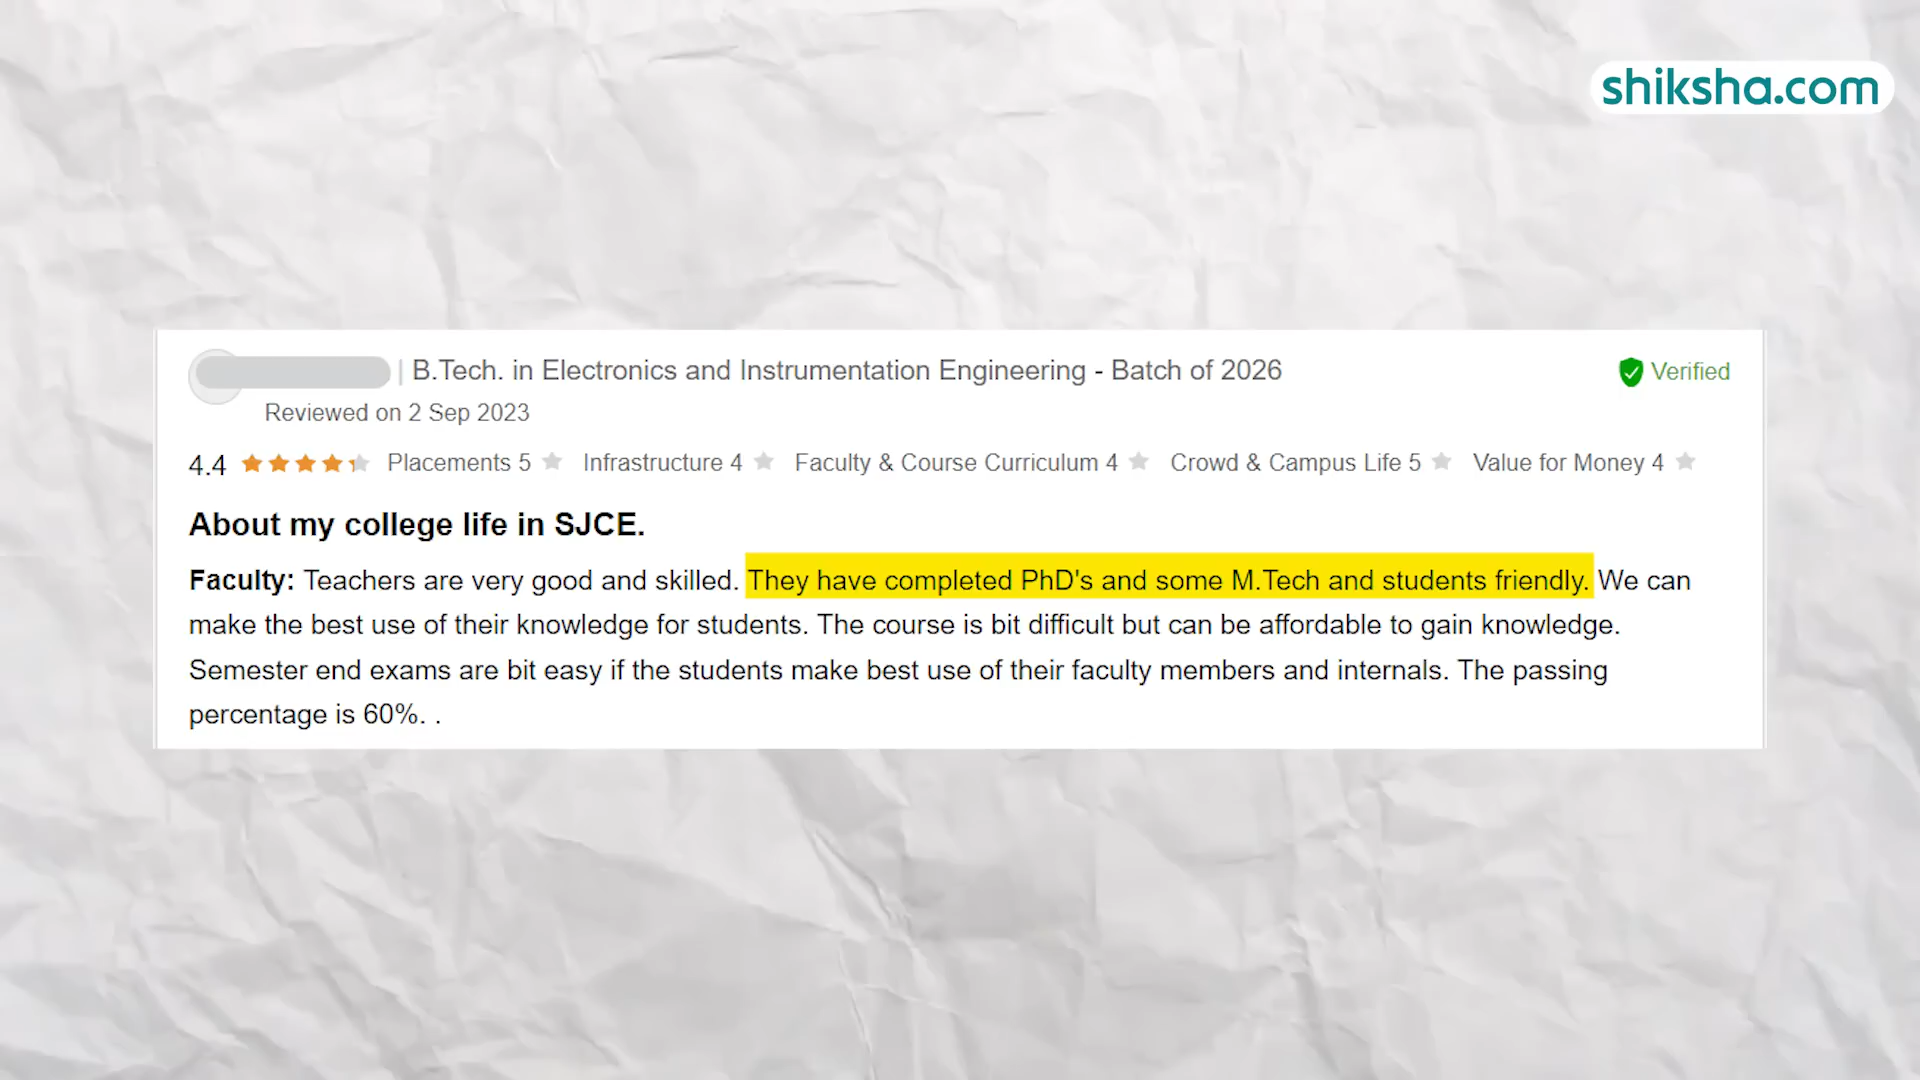 shiksha.com
| B.Tech. in Electronics and Instrumentation Engineering - Batch of 2026
Verified
Reviewed on 2 Sep 2023
4.4 Placements 5 Infrastructure 4 Faculty & Course Curriculum 4 Crowd & Campus Life 5 Value for Money 4
About my college life in SJCE.
Faculty: Teachers are very good and skilled. They have completed PhD's and some M.Tech and students friendly. We can
make the best use of their knowledge for students. The course is bit difficult but can be affordable to gain knowledge.
Semester end exams are bit easy if the students make best use of their faculty members and internals. The passing
percentage is 60%. .